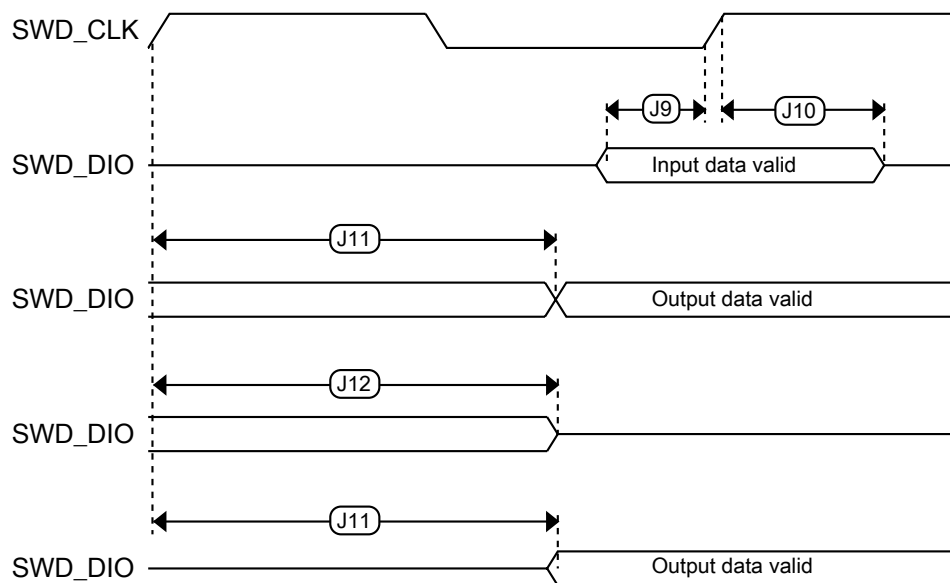 SWD_CLK
J9
J10
SWD_DIO
Input data valid
J11
SWD_DIO
Output data valid
J12
SWD_DIO
J11
SWD_DIO
Output data valid